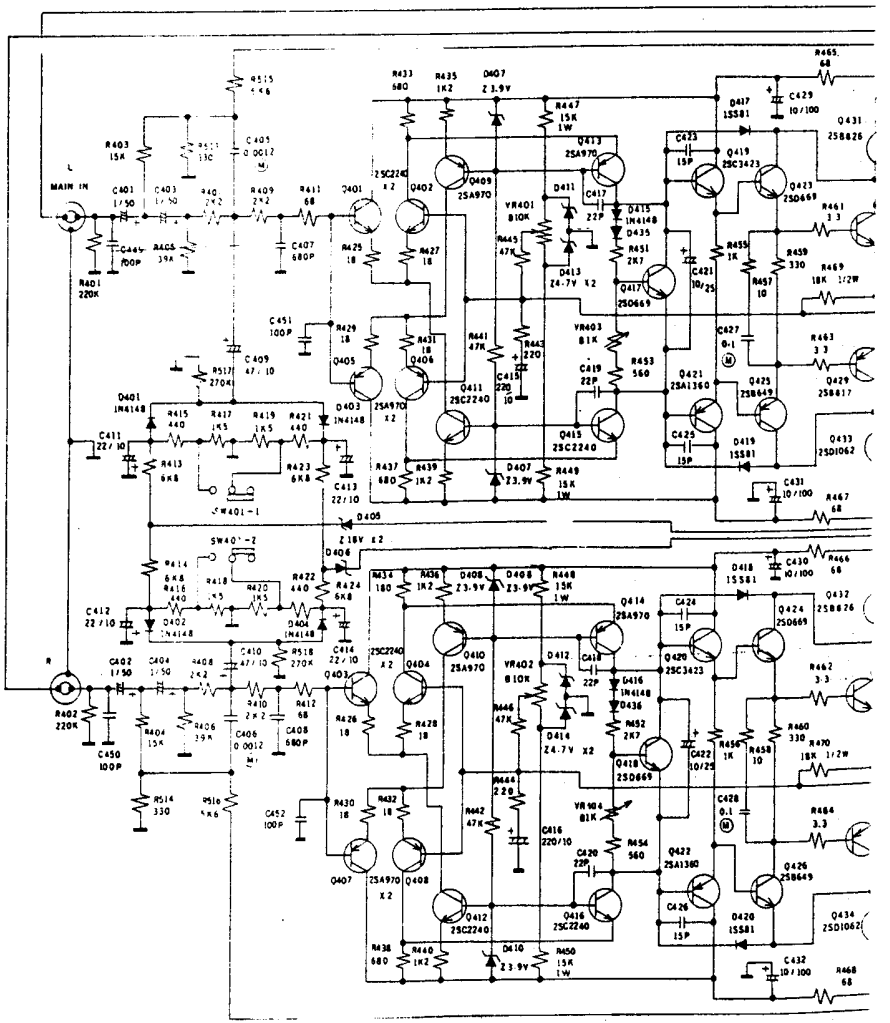 R465
68
R433
680
R435
1K2
D407
Z3.9V
R447
15K
1W
C429
10/100
D417
1SS81
R515
5K6
R403
15K
330
C405
0.0012
(M)
C423
15P
Q431
2SB826
Q413
2SA970
Q419
2SC3423
L
MAIN IN
C401
1/50
C403
1/50
2K2
R409
2K2
R411
68
2SC2240
X2
Q401
Q402
Q409
2SA970
D411
C417
22P
D415
1N4148
Q423
2SD669
VR401
B10K
D435
R461
3.3
R451
2K7
R445
47K
R425
18
R427
18
C407
680P
39K
100P
R401
220K
D413
Z4.7V X2
Q417
2SD669
C421
10/25
R455
1K
R457
10
R459
330
R469
18K 1/2W
C451
100P
R429
18
R431
18
R441
47K
R443
220
VR403
B1K
C427
0.1
(M)
R463
3.3
C409
47/10
Q405
Q406
C415
220/10
C419
22P
R453
560
Q421
2SA1360
Q425
2SB649
Q429
2SB817
R517
270K
D401
1N4148
D403
1N4148
2SA970
X2
Q411
2SC2240
Q415
2SC2240
R415
440
R417
1K5
R419
1K5
R421
440
C411
22/10
C425
15P
D419
1SS81
Q433
2SD1062
R413
6K8
R423
6K8
C413
22/10
R437
680
R439
1K2
D407
Z3.9V
R449
15K
1W
C431
10/100
R467
68
SW401-1
D405
Z18V X2
SW401-2
D406
R414
6K8
R416
440
R418
1K5
R420
1K5
R422
440
R424
6K8
R434
180
R436
1K2
D408
Z3.9V
D408
Z3.9V
R448
15K
1W
D418
1SS81
C430
10/100
R466
68
C412
22/10
D402
1N4148
D404
1N4148
C414
22/10
Q414
2SA970
C424
15P
Q424
2SD669
Q432
2SB826
C410
47/10
R518
270K
2SC2240
X2
Q403
Q404
Q410
2SA970
VR402
B10K
D412
C418
22P
D416
1N4148
Q420
2SC3423
R
C402
1/50
C404
1/50
R408
2K2
R410
2K2
R412
68
D436
R462
3.3
R402
220K
C450
100P
R404
15K
R406
39K
C406
0.0012
(M)
C408
680P
R426
18
R428
18
R446
47K
D414
Z4.7V X2
R452
2K7
Q418
2SD669
C422
10/25
R456
1K
R458
10
R460
330
R470
18K 1/2W
R514
330
R516
5K6
C452
100P
R430
18
R432
18
R442
47K
R444
220
VR404
B1K
C428
0.1
(M)
R464
3.3
C416
220/10
C420
22P
R454
560
Q422
2SA1360
Q407
2SA970
X2
Q408
Q426
2SB649
Q412
2SC2240
Q416
2SC2240
C426
15P
D420
1SS81
Q434
2SD1062
R438
680
R440
1K2
D410
Z3.9V
R450
15K
1W
C432
10/100
R468
68